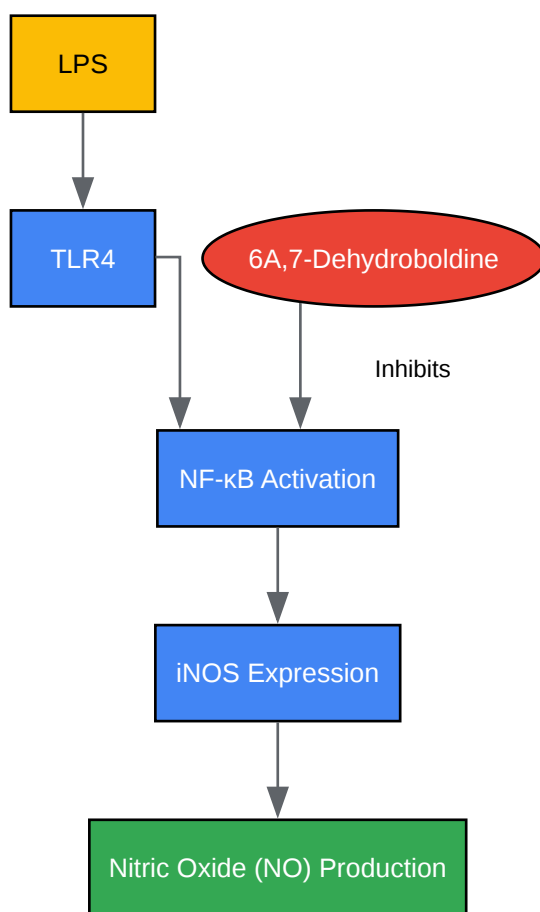 LPS
TLR4
6A,7-Dehydroboldine
Inhibits
NF-κB Activation
iNOS Expression
Nitric Oxide (NO) Production